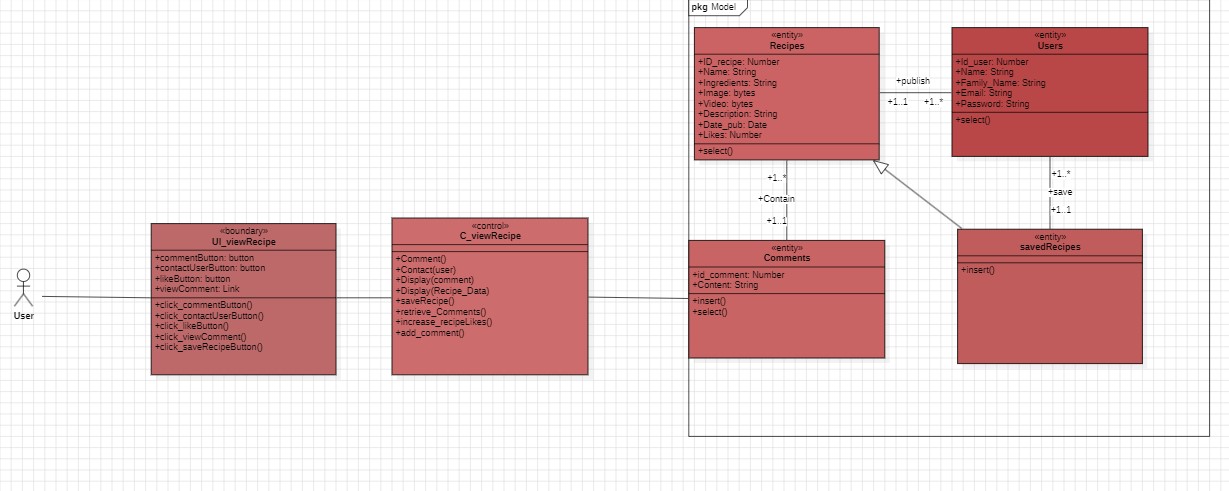 pkg Model
«entity»
Recipes
+ID_recipe: Number
+Name: String
+Ingredients: String
+Image: bytes
+Video: bytes
+Description: String
+Date_pub: Date
+Likes: Number
+select()
+publish
+1..1
+1..*
«entity»
Users
+Id_user: Number
+Name: String
+Family_Name: String
+Email: String
+Password: String
+select()
+1..*
+Contain
+1..1
+1..*
+save
+1..1
«boundary»
UI_viewRecipe
+commentButton: button
+contactUserButton: button
+likeButton: button
+viewComment: Link
+click_commentButton()
+click_contactUserButton()
+click_likeButton()
+click_viewComment()
+click_saveRecipeButton()
«control»
C_viewRecipe
+Comment()
+Contact(user)
+Display(comment)
+Display(Recipe_Data)
+saveRecipe()
+retrieve_Comments()
+increase_recipeLikes()
+add_comment()
«entity»
Comments
+id_comment: Number
+Content: String
+insert()
+select()
«entity»
savedRecipes
+insert()
User